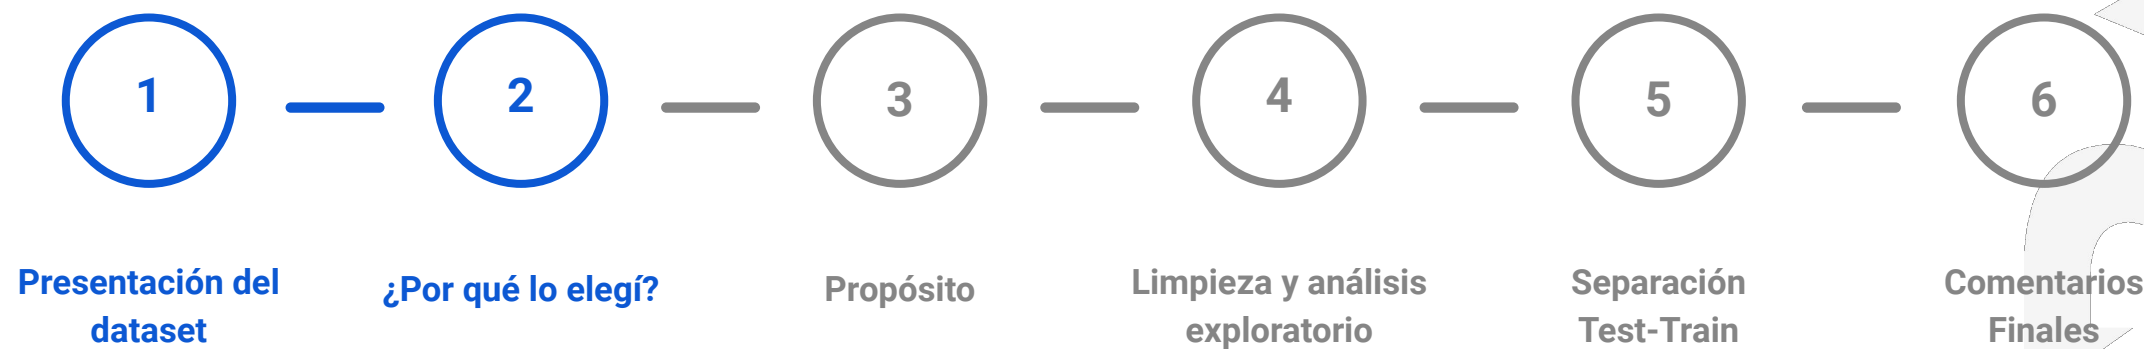 1
2
3
4
5
6
Presentación del
dataset
¿Por qué lo elegí?
Propósito
Limpieza y análisis
exploratorio
Separación
Test-Train
Comentarios
Finales